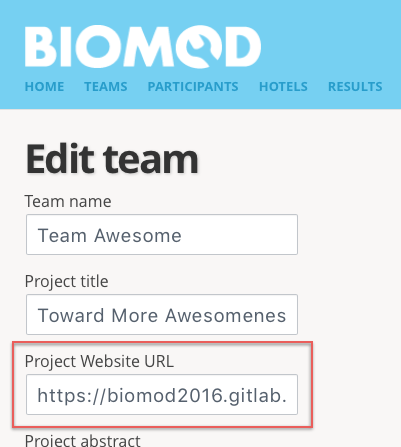 BIOMOD
HOME TEAMS PARTICIPANTS HOTELS RESULTS
Edit team
Team name
Team Awesome
Project title
Toward More Awesomenes
Project Website URL
https://biomod2016.gitlab.
Project abstract